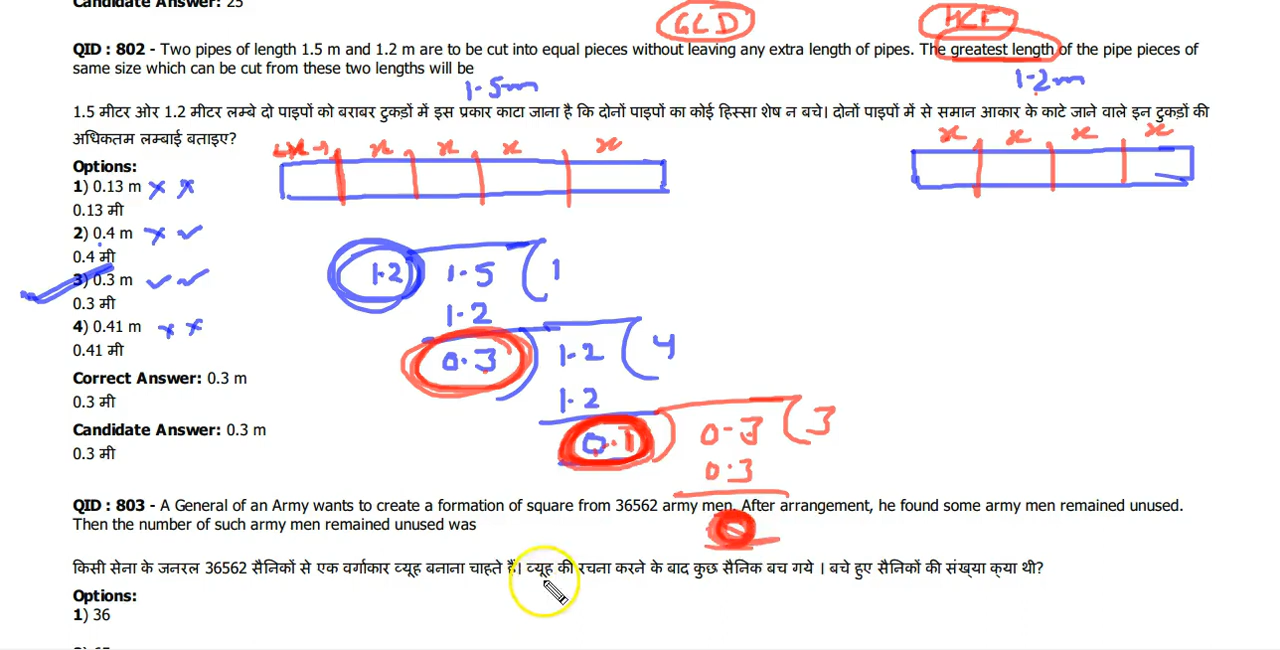 Candidate Answer: 25
GCD
HCF
QID : 802 - Two pipes of length 1.5 m and 1.2 m are to be cut into equal pieces without leaving any extra length of pipes. The greatest length of the pipe pieces of
same size which can be cut from these two lengths will be
1.5m
1.2m
1.5 मीटर ओर 1.2 मीटर लम्बे दो पाइपों को बराबर टुकड़ों में इस प्रकार काटा जाना है कि दोनों पाइपों का कोई हिस्सा शेष न बचे। दोनों पाइपों में से समान आकार के काटे जाने वाले इन टुकड़ों की
अधिकतम लम्बाई बताइए?
x x x x x
x x x x
Options:
1) 0.13 m
0.13 मी
2) 0.4 m
0.4 मी
3) 0.3 m
0.3 मी
4) 0.41 m
0.41 मी
1.2 1.5 1
1.2
0.3 1.2 4
1.2
0.1 0.3 3
0.3
0
Correct Answer: 0.3 m
0.3 मी
Candidate Answer: 0.3 m
0.3 मी
QID : 803 - A General of an Army wants to create a formation of square from 36562 army men. After arrangement, he found some army men remained unused.
Then the number of such army men remained unused was
किसी सेना के जनरल 36562 सैनिकों से एक वर्गाकार व्यूह बनाना चाहते हैं। व्यूह की रचना करने के बाद कुछ सैनिक बच गये । बचे हुए सैनिकों की संख्या क्या थी?
Options:
1) 36